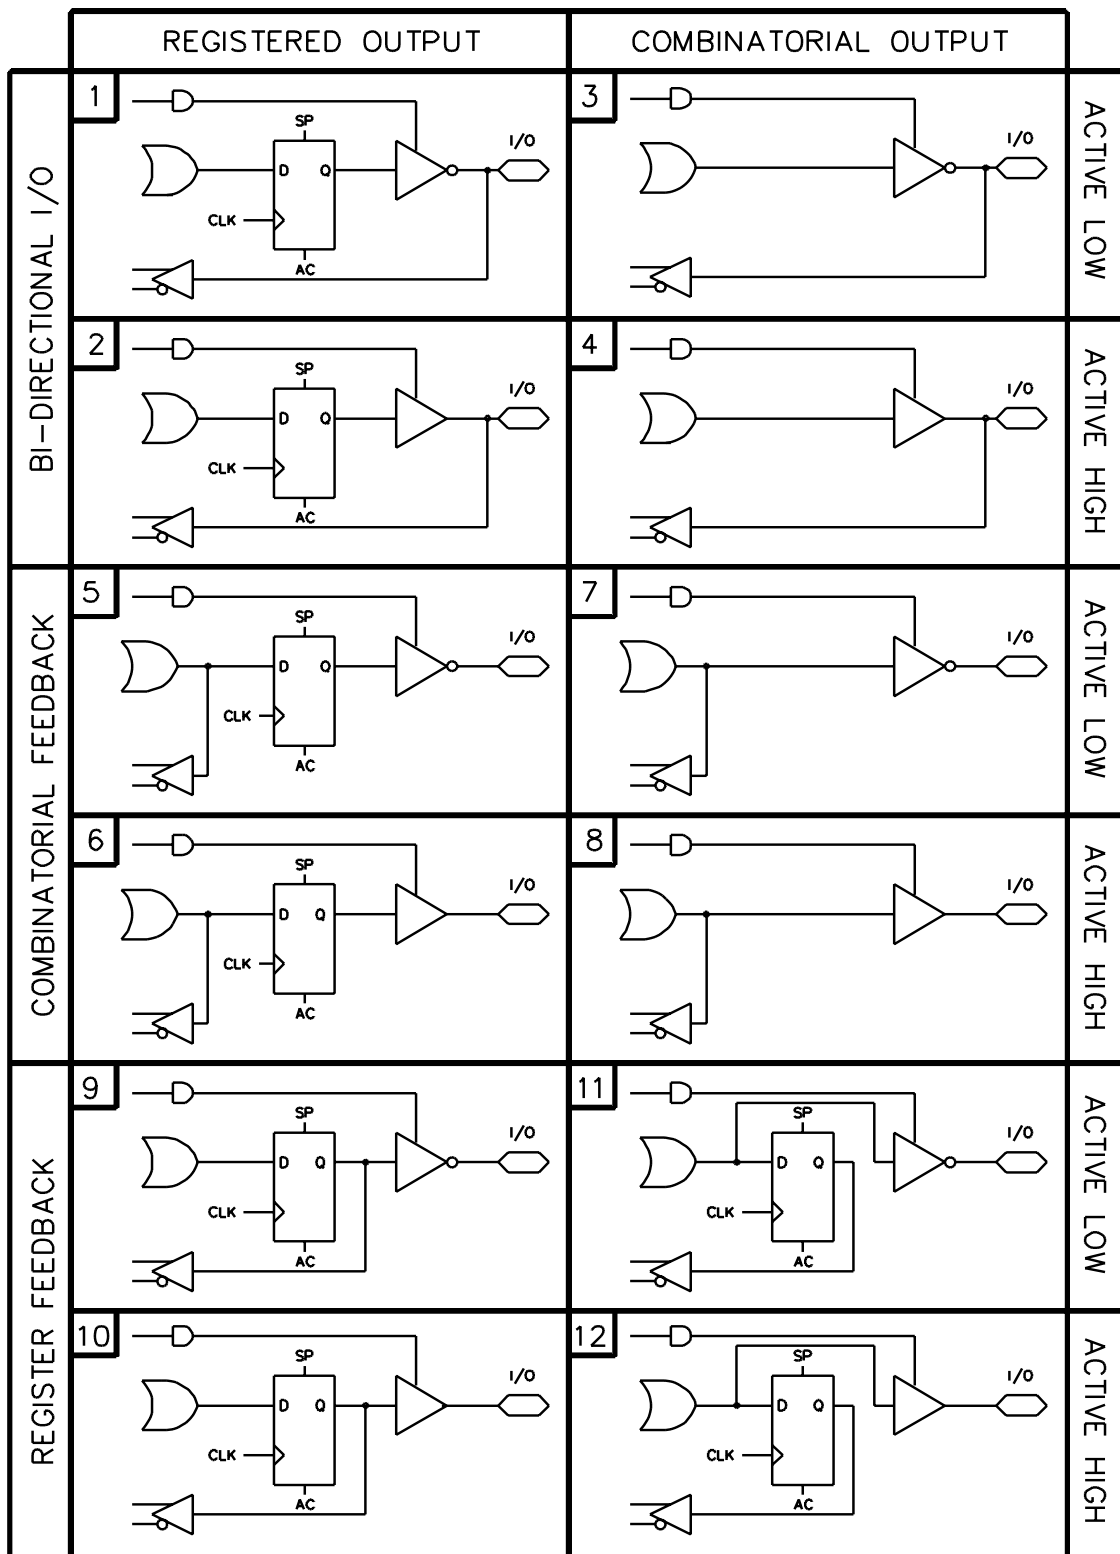 REGISTERED OUTPUT
COMBINATORIAL OUTPUT
BI-DIRECTIONAL I/O
1
SP
I/O
D Q
CLK
AC
3
I/O
ACTIVE LOW
2
SP
I/O
D Q
CLK
AC
4
I/O
ACTIVE HIGH
COMBINATORIAL FEEDBACK
5
SP
I/O
D Q
CLK
AC
7
I/O
ACTIVE LOW
6
SP
I/O
D Q
CLK
AC
8
I/O
ACTIVE HIGH
REGISTER FEEDBACK
9
SP
I/O
D Q
CLK
AC
11
SP
I/O
D Q
CLK
AC
ACTIVE LOW
10
SP
I/O
D Q
CLK
AC
12
SP
I/O
D Q
CLK
AC
ACTIVE HIGH